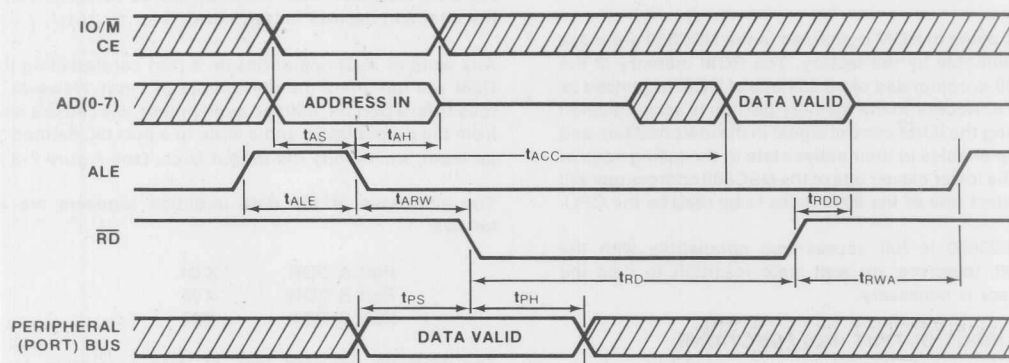 IO/M̅
CE
AD(0-7)
ADDRESS IN
DATA VALID
tAS
tAH
tACC
ALE
tALE
tARW
tRDD
R̅D̅
tRD
tRWA
tPS
tPH
PERIPHERAL
(PORT) BUS
DATA VALID